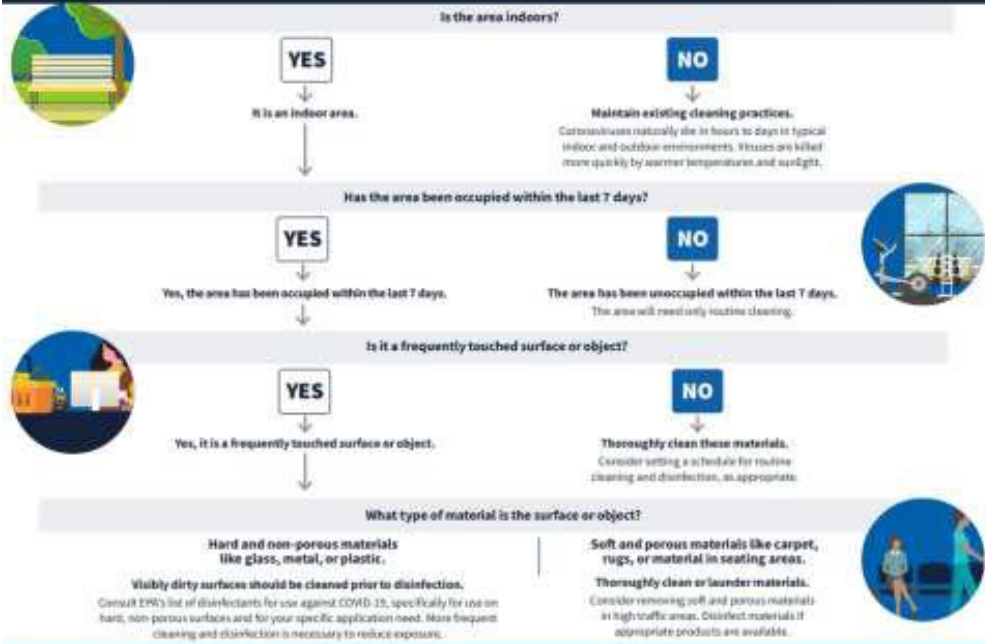 Is the area indoors?
YES
NO
It is an indoor area.
Maintain existing cleaning practices.
Coronaviruses naturally die in hours to days in typical
indoor and outdoor environments. Viruses are killed
more quickly by warmer temperatures and sunlight.
Has the area been occupied within the last 7 days?
YES
NO
Yes, the area has been occupied within the last 7 days.
The area has been unoccupied within the last 7 days.
The area will need only routine cleaning.
Is it a frequently touched surface or object?
YES
NO
Yes, it is a frequently touched surface or object.
Thoroughly clean these materials.
Consider setting a schedule for routine
cleaning and disinfection, as appropriate.
What type of material is the surface or object?
Hard and non-porous materials
like glass, metal, or plastic.
Visibly dirty surfaces should be cleaned prior to disinfection.
Consult EPA's list of disinfectants for use against COVID-19, specifically for use on
hard, non-porous surfaces and for your specific application need. More frequent
cleaning and disinfection is necessary to reduce exposure.
Soft and porous materials like carpet,
rugs, or material in seating areas.
Thoroughly clean or launder materials.
Consider removing soft and porous materials
in high traffic areas. Disinfect materials if
appropriate products are available.